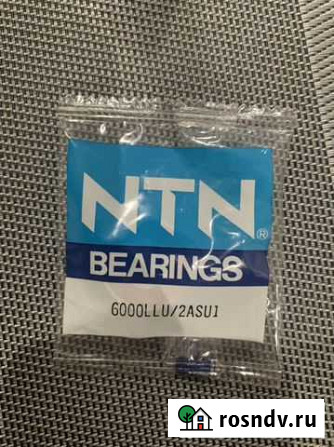 NTN®
BEARINGS
6000LLU/2ASU1
rosndv.ru